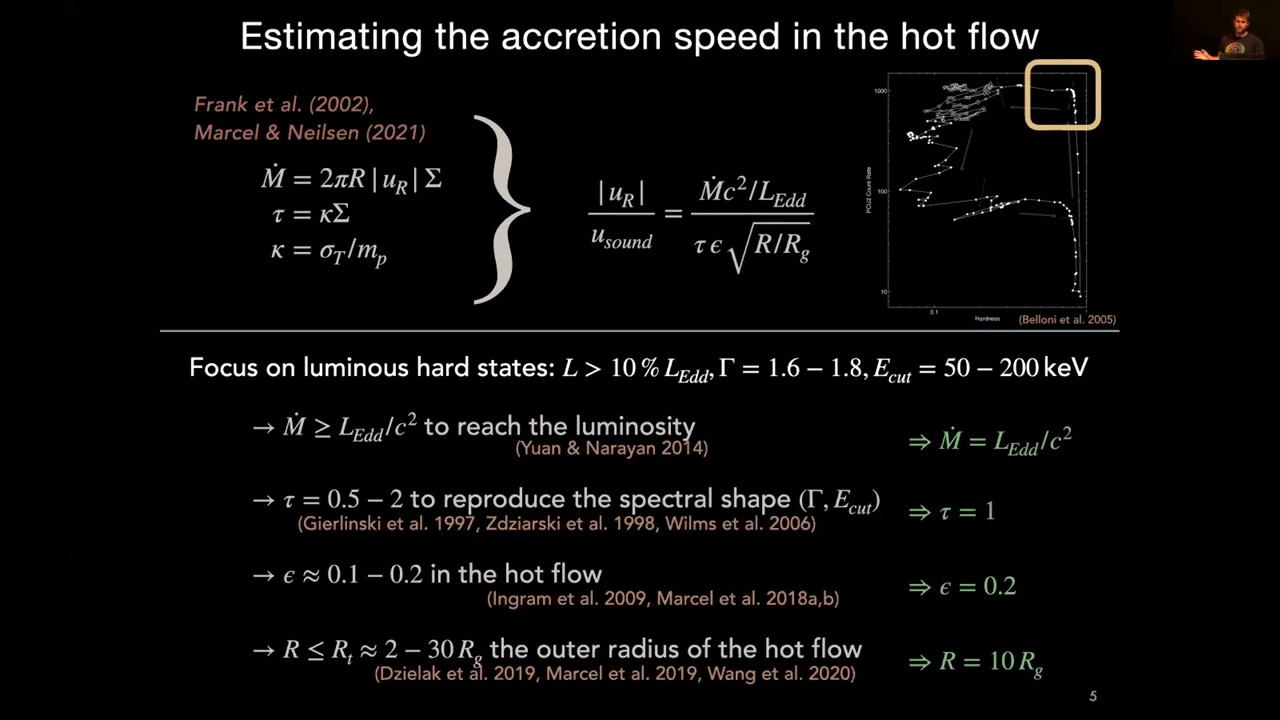 Estimating the accretion speed in the hot flow
Frank et al. (2002),
Marcel & Neilsen (2021)
Ṁ = 2πR | u_R | Σ
τ = κΣ
κ = σ_T/m_p
|u_R| / u_sound = (Ṁc²/L_Edd) / (τ ϵ √(R/R_g))
1000
100
10
PCU2 Count Rate
0.1
1
Hardness
(Belloni et al. 2005)
Focus on luminous hard states: L > 10 % L_Edd, Γ = 1.6 − 1.8, E_cut = 50 − 200 keV
→ Ṁ ≥ L_Edd/c² to reach the luminosity
(Yuan & Narayan 2014)
⇒ Ṁ = L_Edd/c²
→ τ = 0.5 − 2 to reproduce the spectral shape (Γ, E_cut)
(Gierlinski et al. 1997, Zdziarski et al. 1998, Wilms et al. 2006)
⇒ τ = 1
→ ϵ ≈ 0.1 − 0.2 in the hot flow
(Ingram et al. 2009, Marcel et al. 2018a,b)
⇒ ϵ = 0.2
→ R ≤ R_t ≈ 2 − 30 R_g the outer radius of the hot flow
(Dzielak et al. 2019, Marcel et al. 2019, Wang et al. 2020)
⇒ R = 10 R_g
5